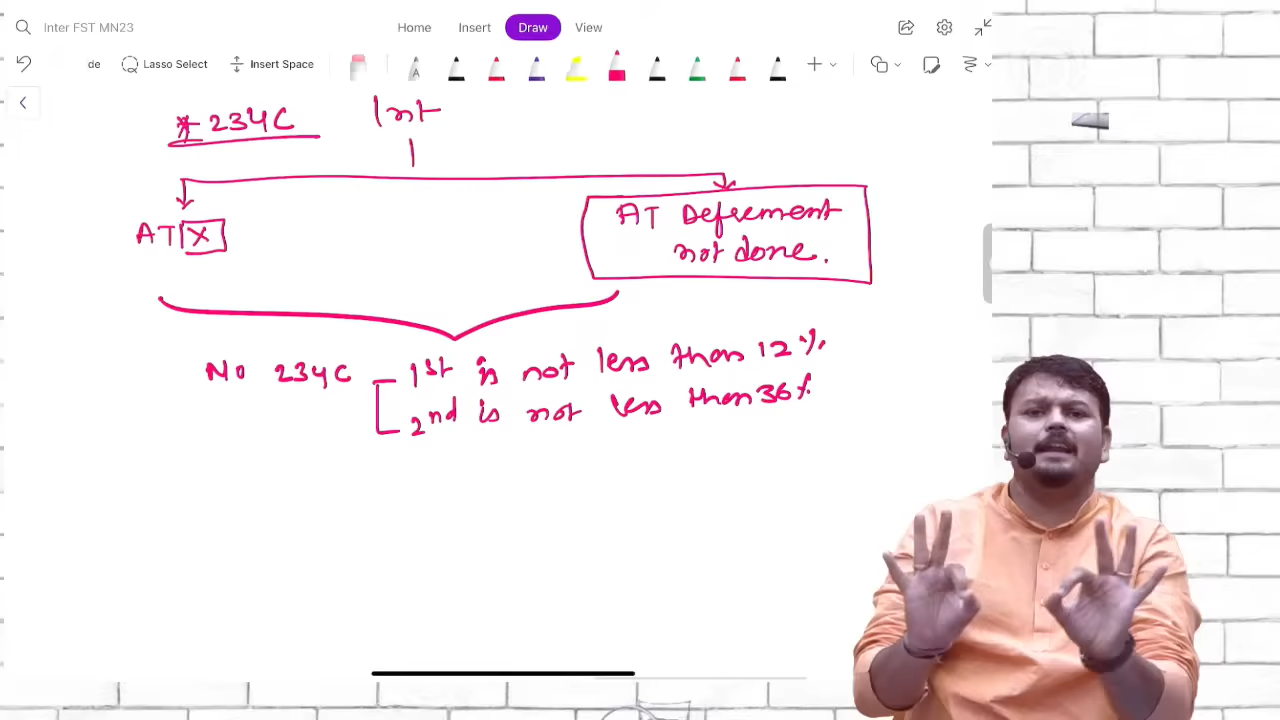 Inter FST MN23
Home Insert Draw View
de Lasso Select Insert Space
A
* 234C Int
AT X
AT Deferment
not done.
No 234C 1st is not less than 12%
2nd is not less than 36%